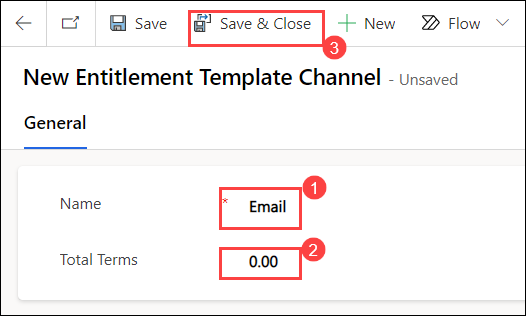 Save Save & Close New Flow
3
New Entitlement Template Channel - Unsaved
General
1
Name * Email
2
Total Terms 0.00